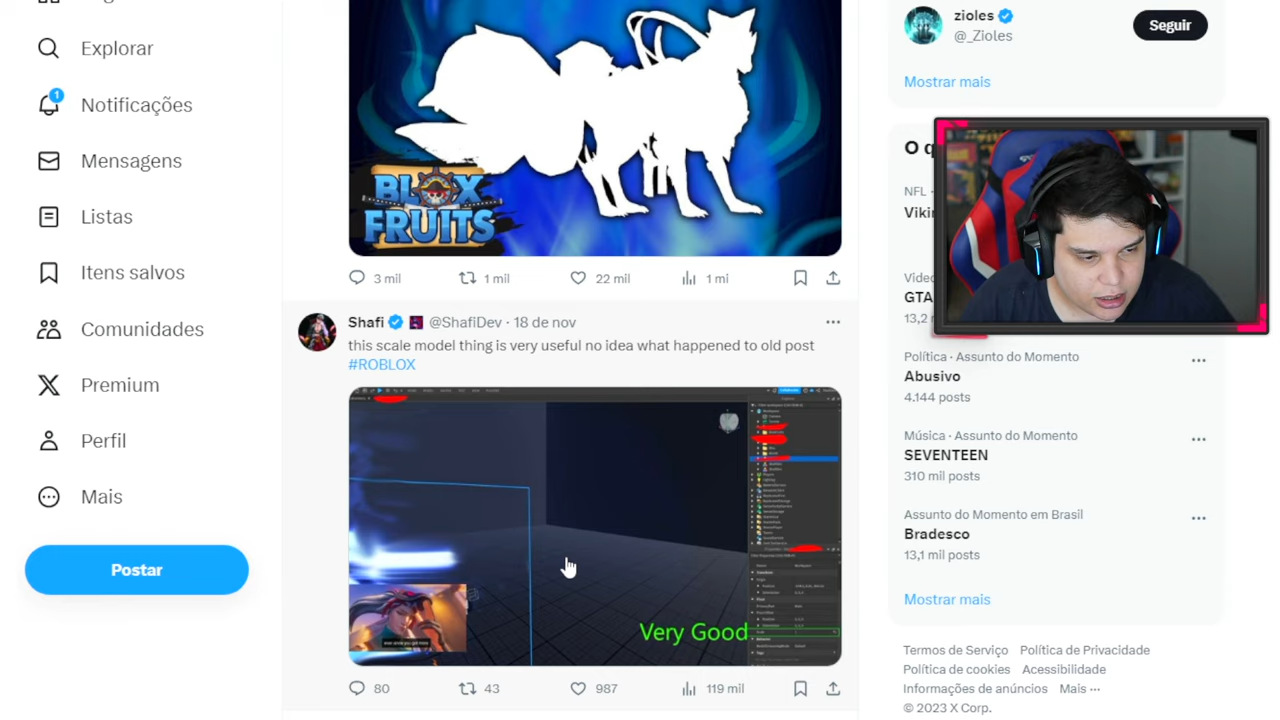 Explorar
1
Notificações
Mensagens
Listas
Itens salvos
Comunidades
Premium
Perfil
Mais
Postar
BLOX
FRUITS
3 mil
1 mil
22 mil
1 mi
Shafi @ShafiDev · 18 de nov
this scale model thing is very useful no idea what happened to old post
#ROBLOX
Very Good
80
43
987
119 mil
zioles
@_Zioles
Seguir
Mostrar mais
NFL ·
GTA
13,2
Política · Assunto do Momento
Abusivo
4.144 posts
Música · Assunto do Momento
SEVENTEEN
310 mil posts
Assunto do Momento em Brasil
Bradesco
13,1 mil posts
Mostrar mais
Termos de Serviço Política de Privacidade
Política de cookies Acessibilidade
Informações de anúncios Mais ···
© 2023 X Corp.